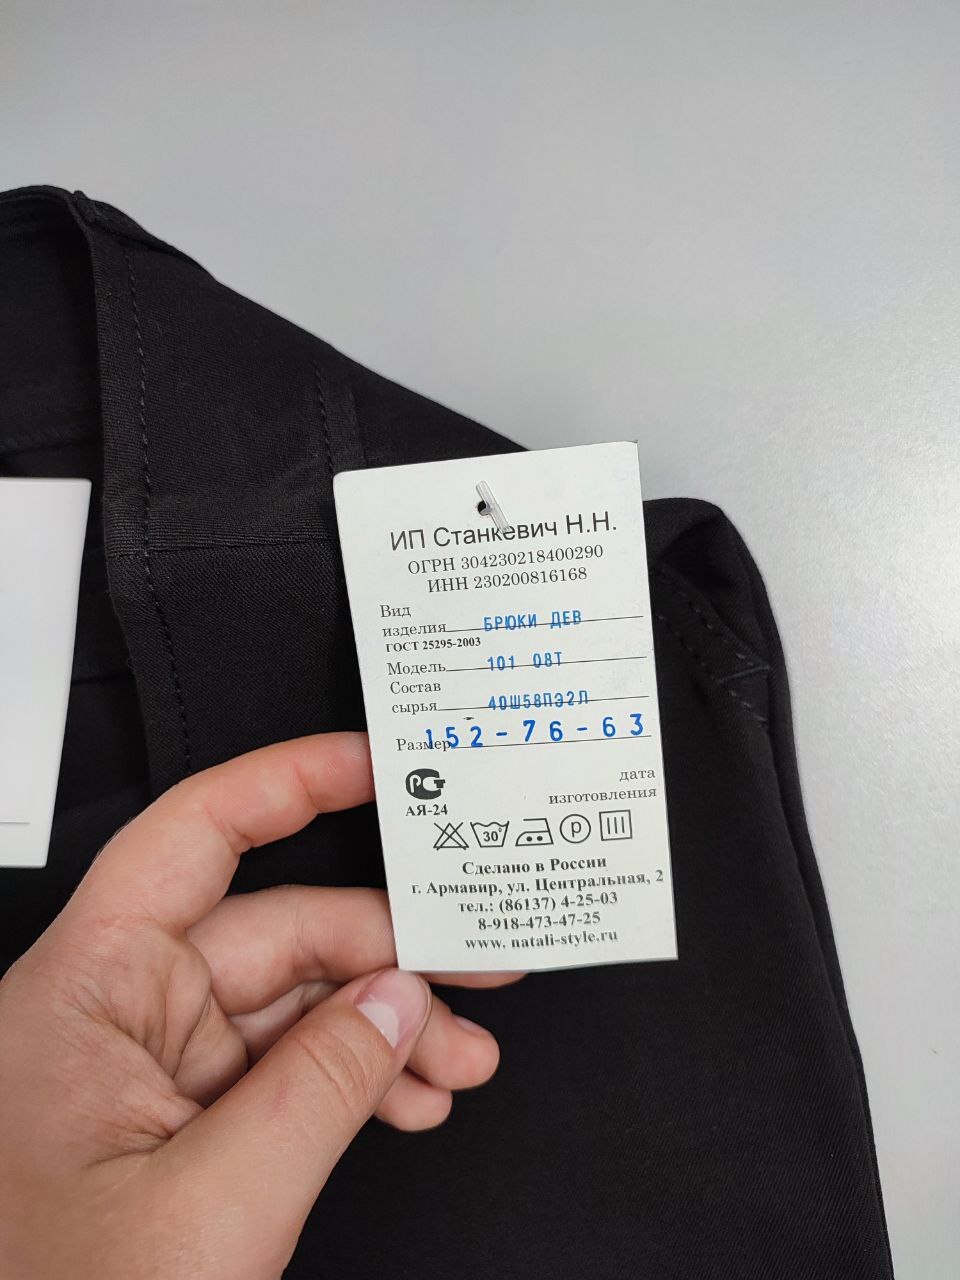 ИП Станкевич Н.Н.
ОГРН 304230218400290
ИНН 230200816168
Вид
изделия БРЮКИ ДЕВ
ГОСТ 25295-2003
Модель 101 08Т
Состав
сырья 40Ш58ПЭ2Л
Размер 152-76-63
РСТ
АЯ-24
дата
изготовления
30° P
Сделано в России
г. Армавир, ул. Центральная, 2
тел.: (86137) 4-25-03
8-918-473-47-25
www. natali-style.ru